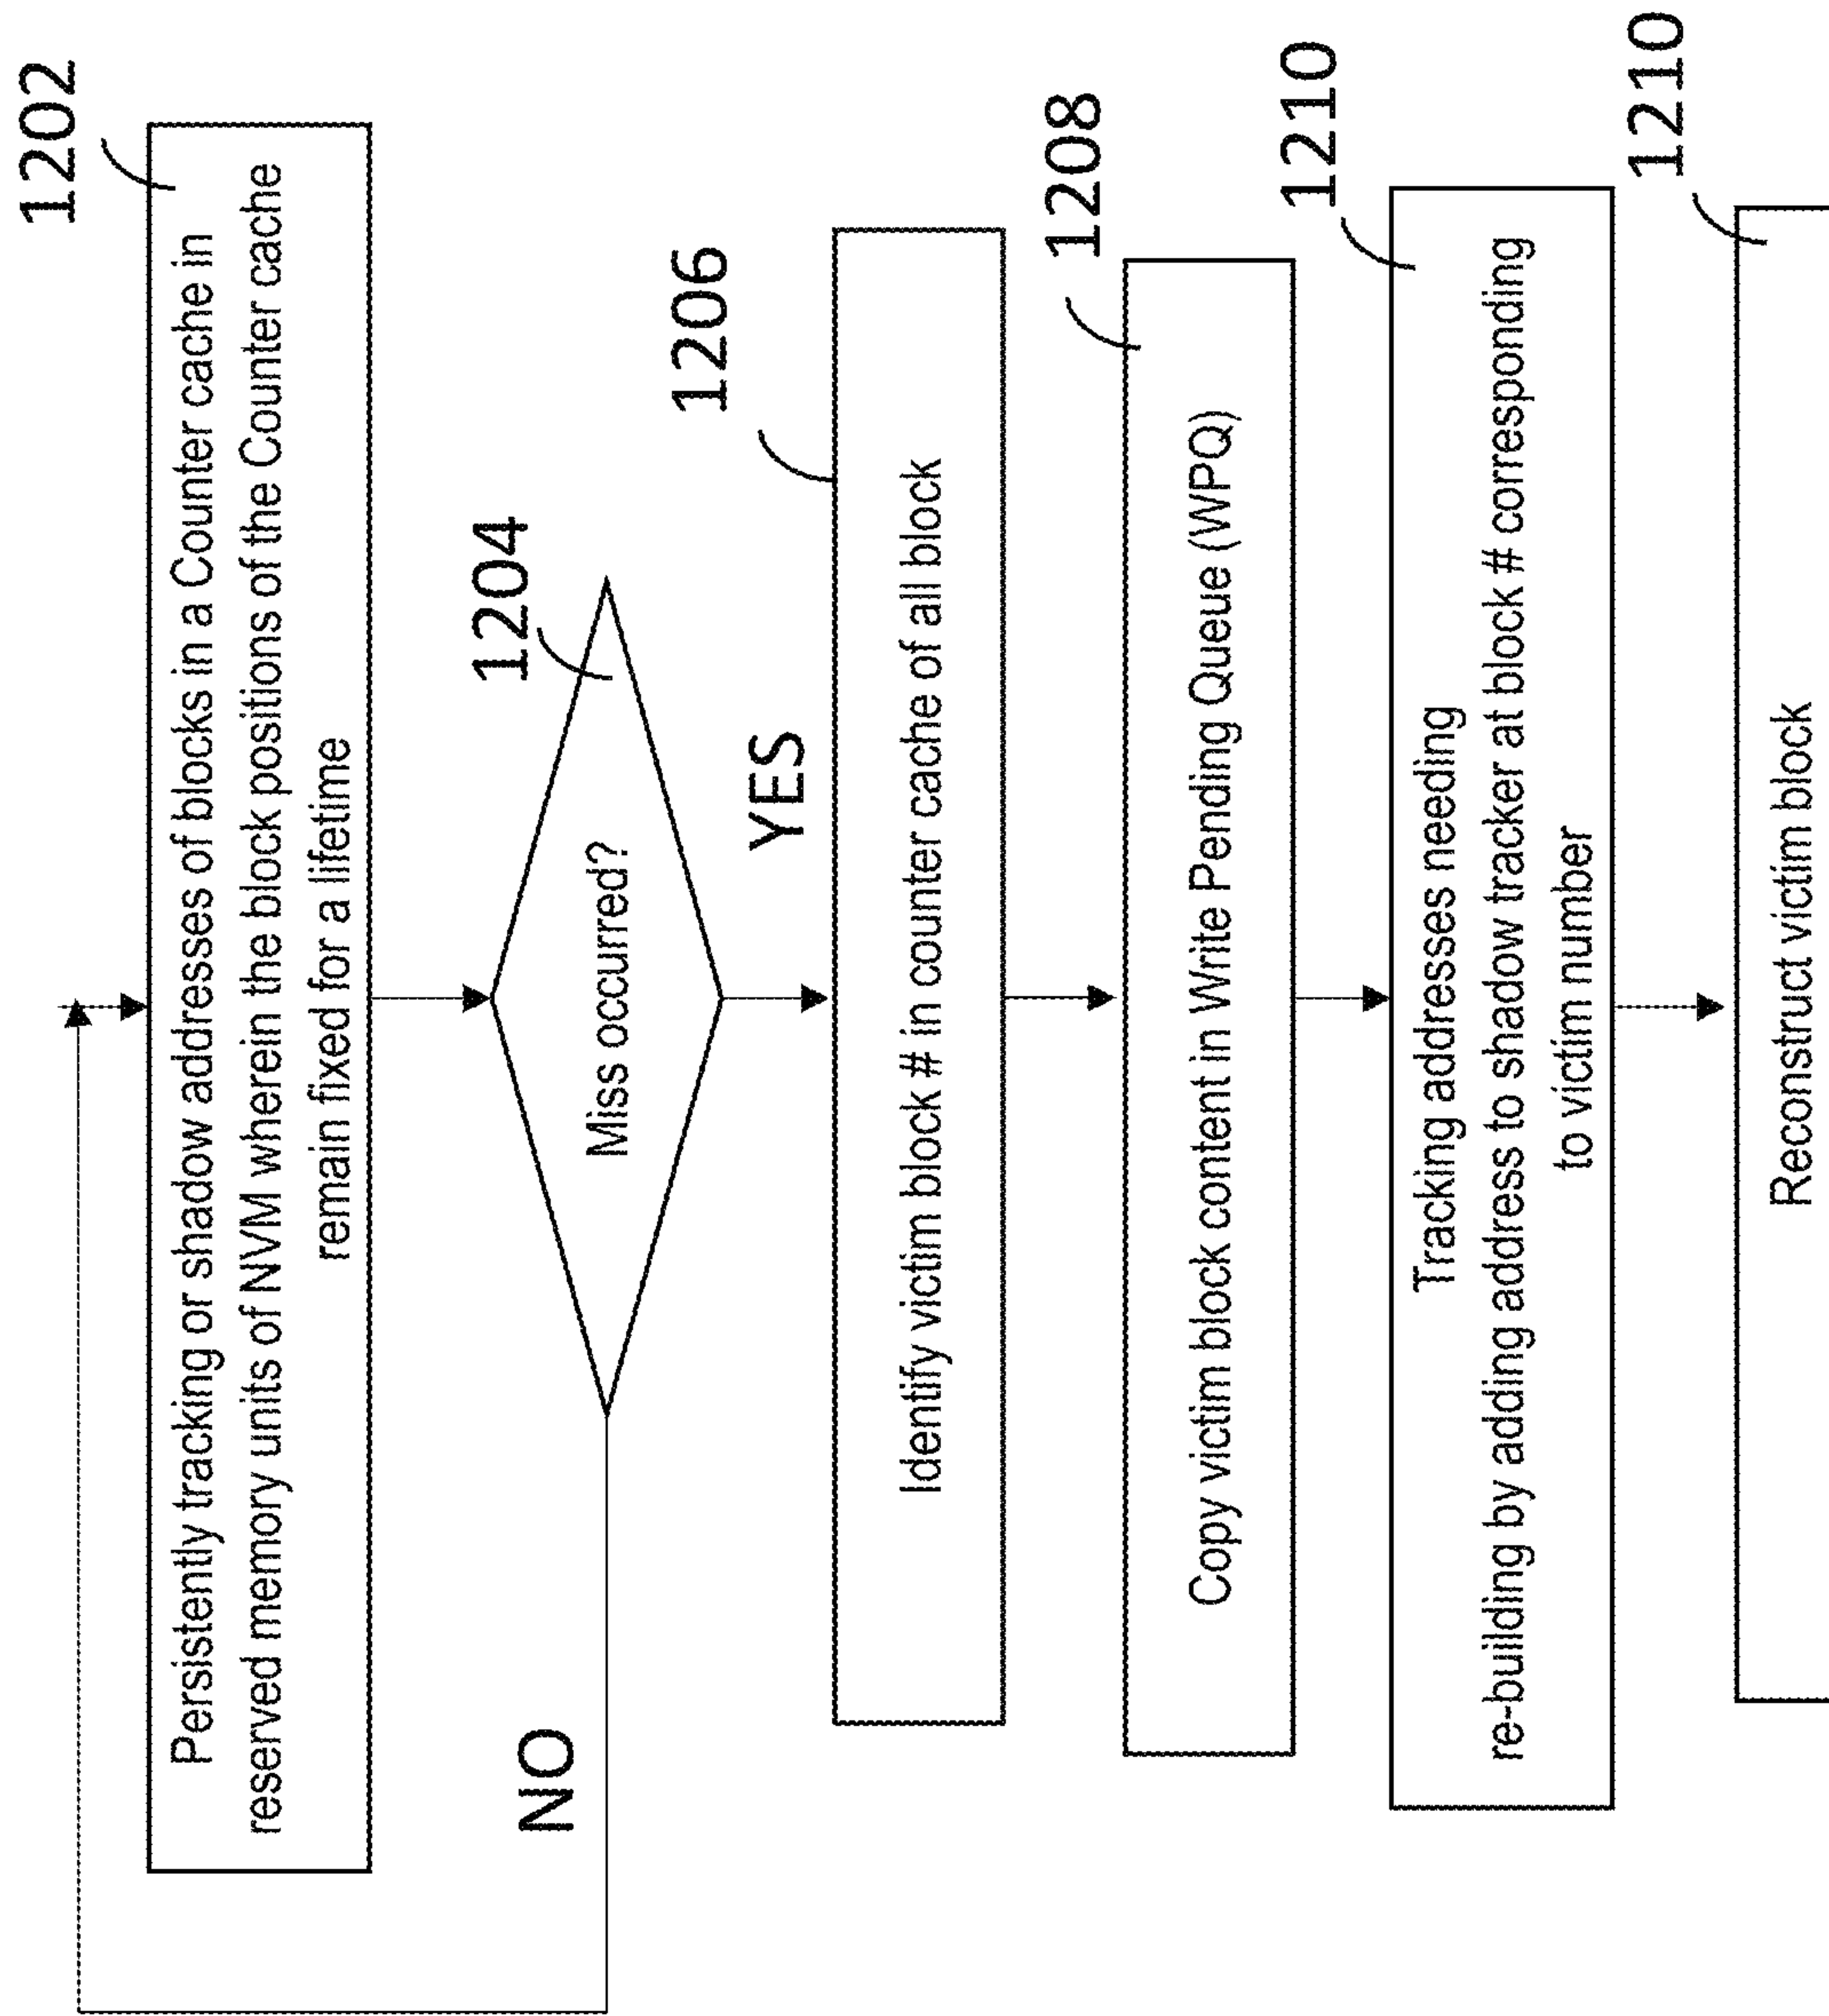 1202
Persistently tracking or shadow addresses of blocks in a Counter cache in
reserved memory units of NVM wherein the block positions of the Counter cache
remain fixed for a lifetime
1204
Miss occurred?
NO
YES
1206
Identify victim block # in counter cache of all block
1208
Copy victim block content in Write Pending Queue (WPQ)
1210
Tracking addresses needing
re-building by adding address to shadow tracker at block # corresponding
to victim number
1210
Reconstruct victim block